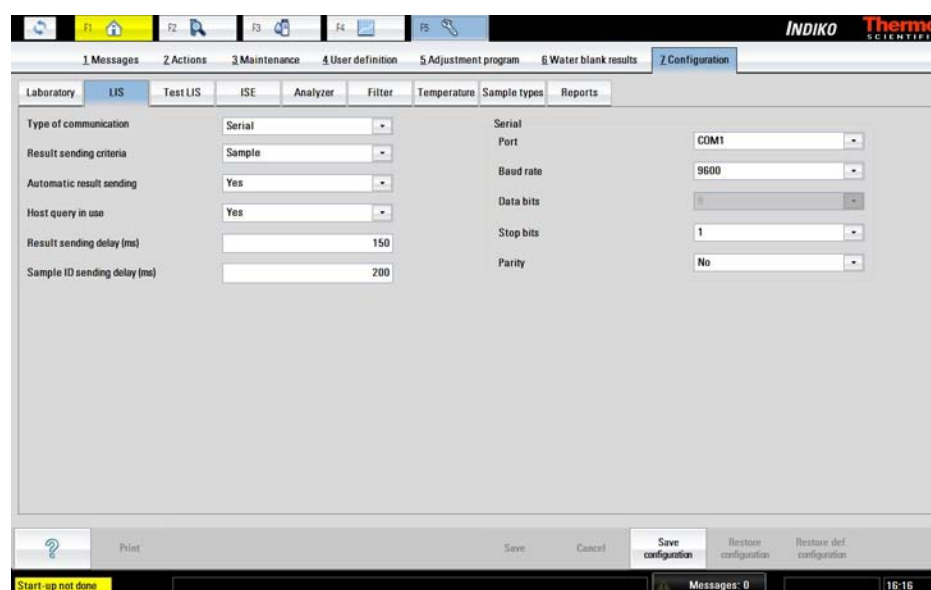 F1 F2 F3 F4 F5 INDIKO Thermo
SCIENTIFI
1 Messages 2 Actions 3 Maintenance 4 User definition 5 Adjustment program 6 Water blank results 7 Configuration
Laboratory LIS Test LIS ISE Analyzer Filter Temperature Sample types Reports
Type of communication Serial
Result sending criteria Sample
Automatic result sending Yes
Host query in use Yes
Result sending delay (ms) 150
Sample ID sending delay (ms) 200
Serial
Port COM1
Baud rate 9600
Data bits 8
Stop bits 1
Parity No
? Print Save Cancel Save configuration Restore configuration Restore def. configuration
Start-up not done Messages: 0 16:16